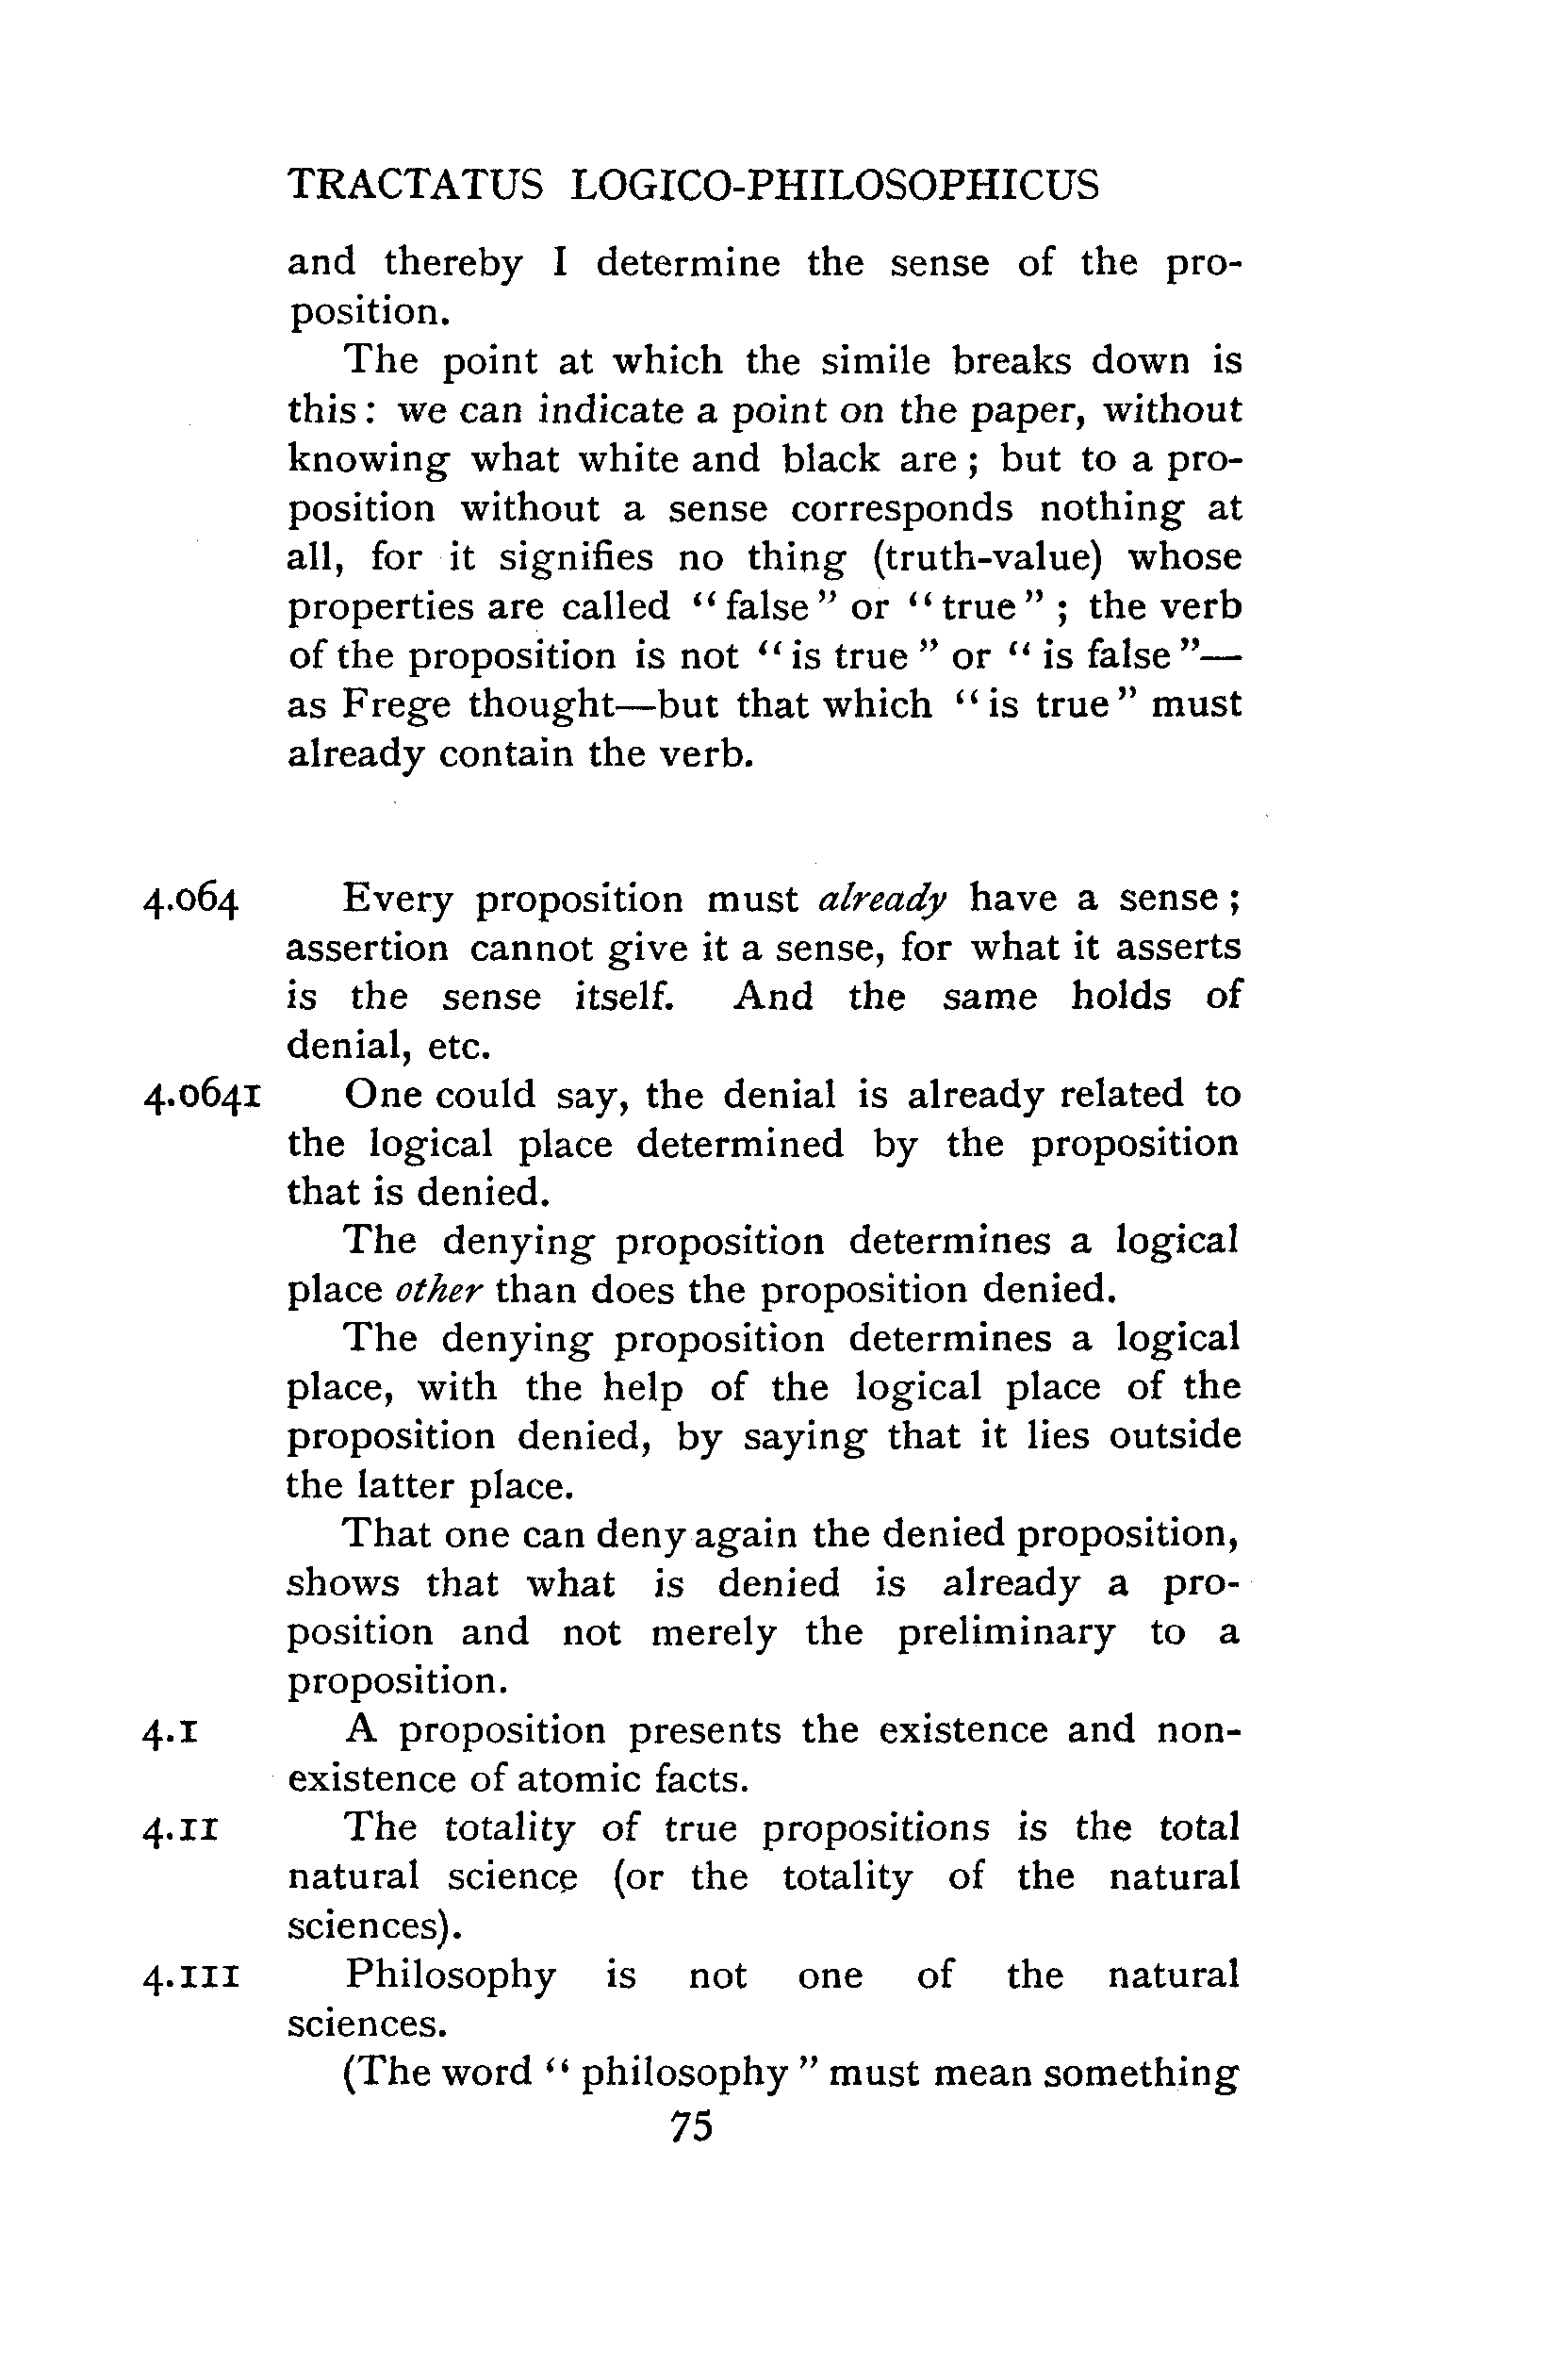 TRACTATUS LOGICO-PHILOSOPHICUS
and thereby I determine the sense of the pro-
position.
The point at which the simile breaks down is
this : we can indicate a point on the paper, without
knowing what white and black are ; but to a pro-
position without a sense corresponds nothing at
all, for it signifies no thing (truth-value) whose
properties are called “ false ” or “ true ” ; the verb
of the proposition is not “ is true ” or “ is false ”—
as Frege thought—but that which “ is true ” must
already contain the verb.
4.064 Every proposition must already have a sense ;
assertion cannot give it a sense, for what it asserts
is the sense itself. And the same holds of
denial, etc.
4.0641 One could say, the denial is already related to
the logical place determined by the proposition
that is denied.
The denying proposition determines a logical
place other than does the proposition denied.
The denying proposition determines a logical
place, with the help of the logical place of the
proposition denied, by saying that it lies outside
the latter place.
That one can deny again the denied proposition,
shows that what is denied is already a pro-
position and not merely the preliminary to a
proposition.
4.1 A proposition presents the existence and non-
existence of atomic facts.
4.11 The totality of true propositions is the total
natural science (or the totality of the natural
sciences).
4.111 Philosophy is not one of the natural
sciences.
(The word “ philosophy ” must mean something
75